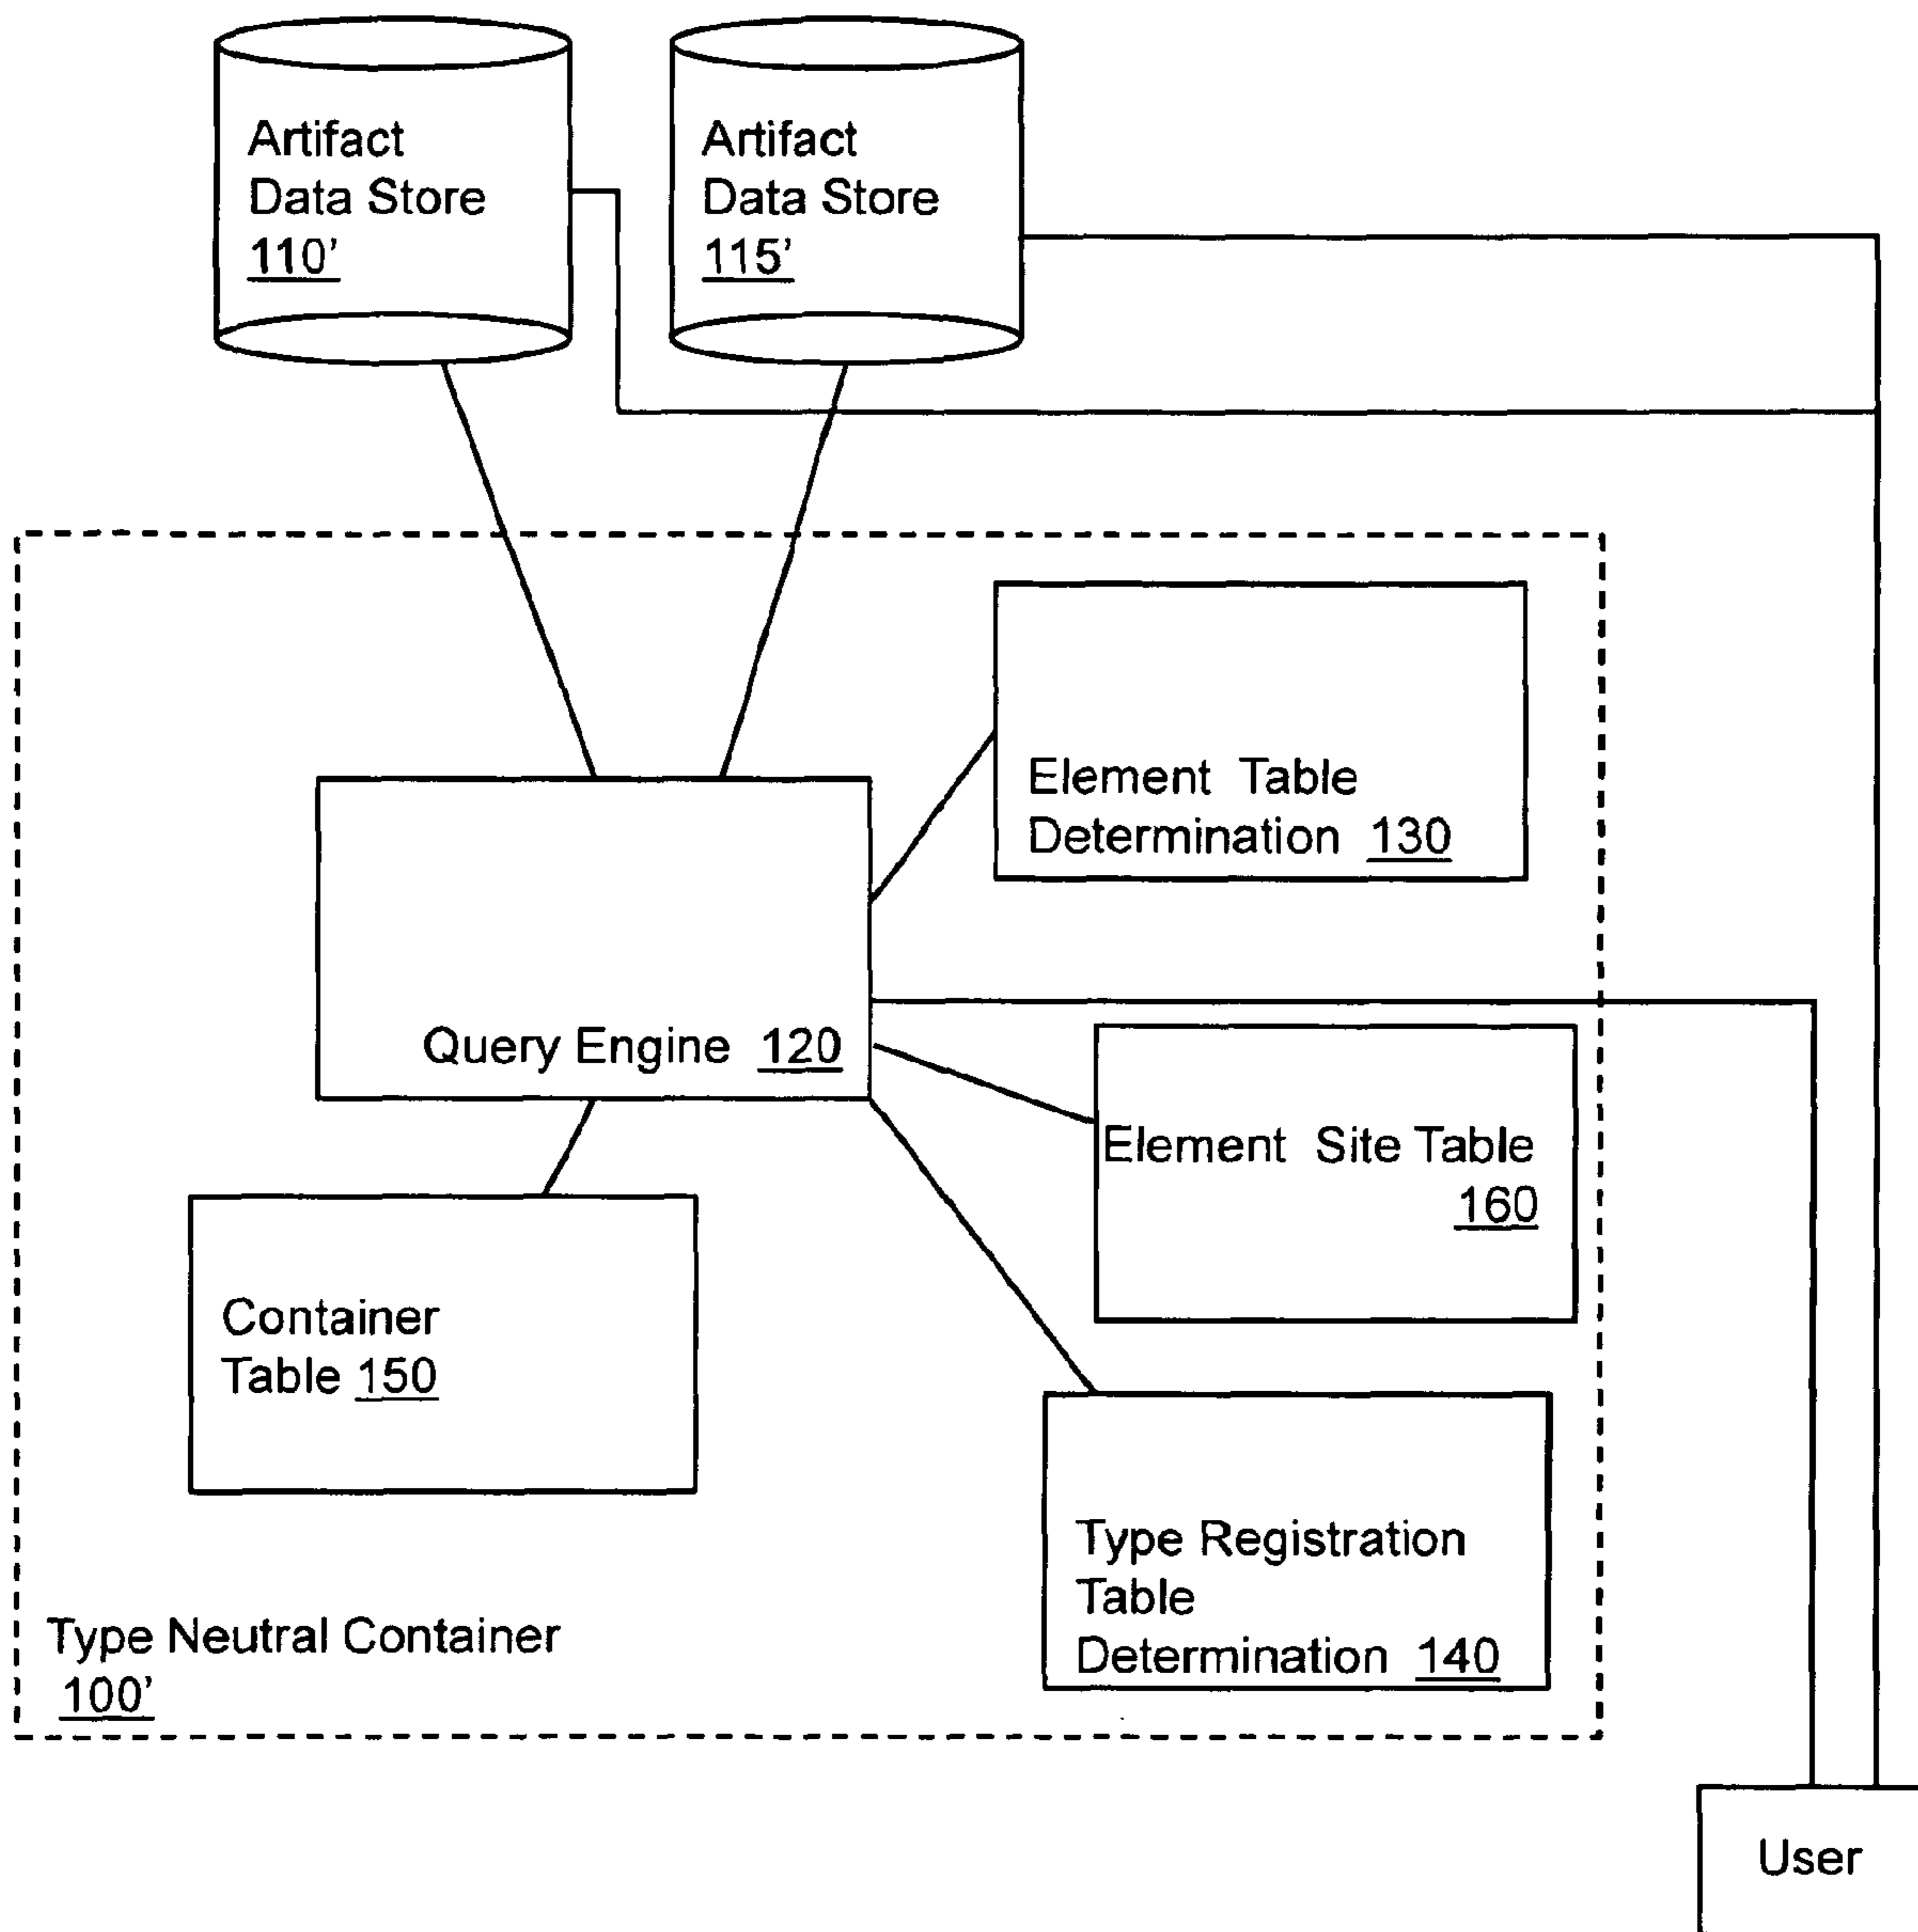 Artifact
Data Store
110'
Artifact
Data Store
115'
Element Table
Determination 130
Query Engine 120
Element Site Table
160
Container
Table 150
Type Registration
Table
Determination 140
Type Neutral Container
100'
User